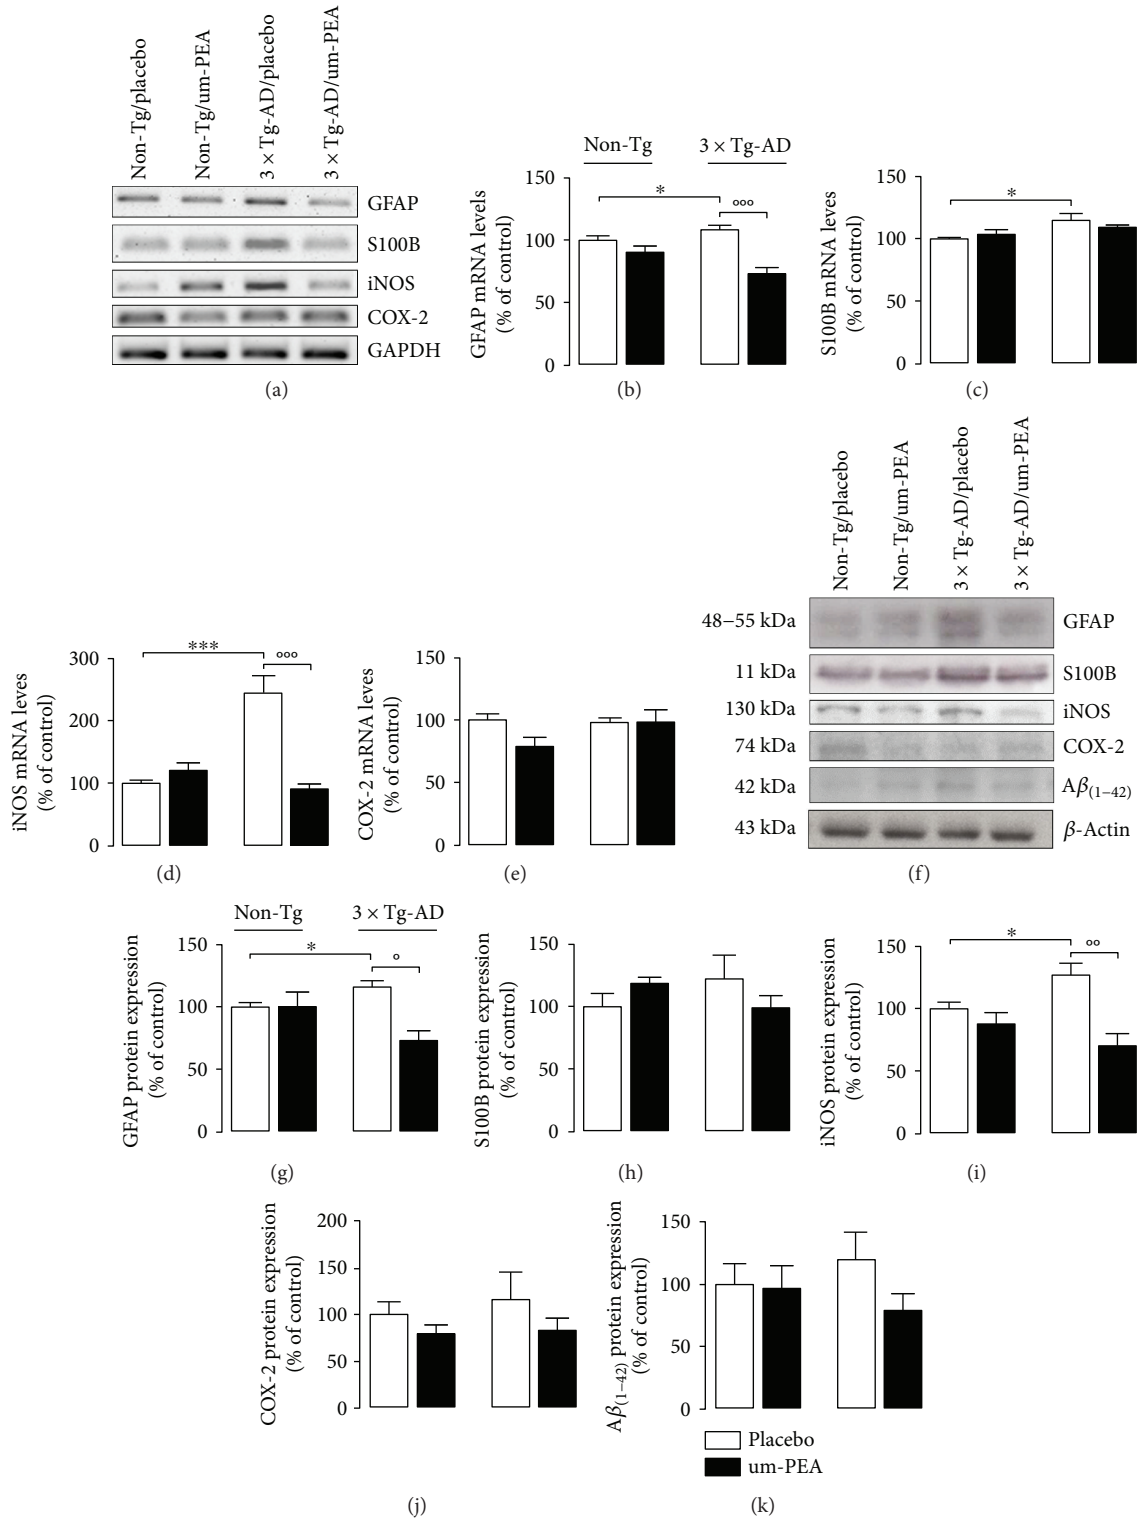 Non-Tg/placebo
Non-Tg/um-PEA
3 × Tg-AD/placebo
3 × Tg-AD/um-PEA
GFAP
S100B
iNOS
COX-2
GAPDH
(a)
Non-Tg
3 × Tg-AD
GFAP mRNA levels
(% of control)
150
100
50
0
*
°°°
(b)
S100B mRNA levels
(% of control)
150
100
50
0
*
(c)
iNOS mRNA leves
(% of control)
300
200
100
0
***
°°°
(d)
COX-2 mRNA leves
(% of control)
150
100
50
0
(e)
Non-Tg/placebo
Non-Tg/um-PEA
3 × Tg-AD/placebo
3 × Tg-AD/um-PEA
48–55 kDa
GFAP
11 kDa
S100B
130 kDa
iNOS
74 kDa
COX-2
42 kDa
Aβ(1–42)
43 kDa
β-Actin
(f)
Non-Tg
3 × Tg-AD
GFAP protein expression
(% of control)
150
100
50
0
*
°
(g)
S100B protein expression
(% of control)
150
100
50
0
(h)
iNOS protein expression
(% of control)
150
100
50
0
*
°°
(i)
COX-2 protein expression
(% of control)
200
150
100
50
0
(j)
Aβ(1–42) protein expression
(% of control)
150
100
50
0
Placebo
um-PEA
(k)